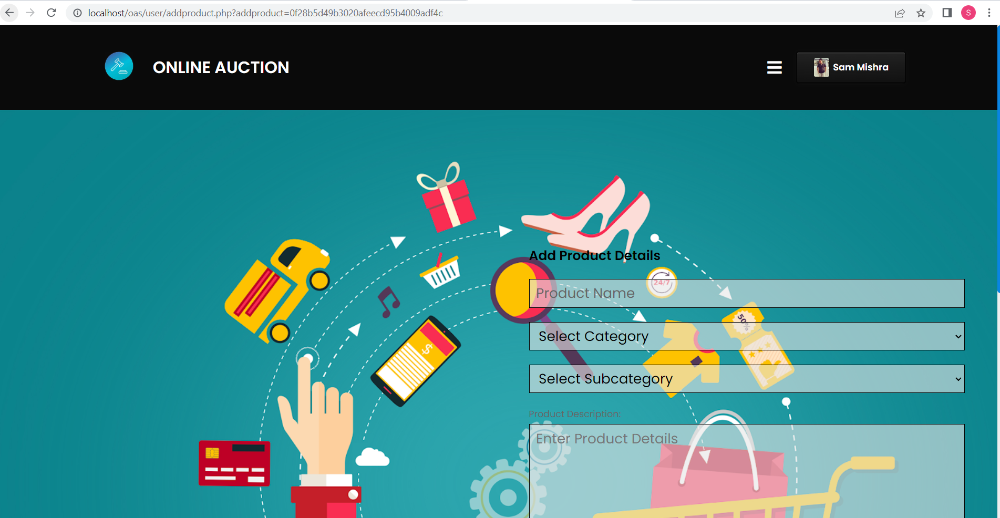 localhost/oas/user/addproduct.php?addproduct=0f28b5d49b3020afeecd95b4009adf4c
S
ONLINE AUCTION
Sam Mishra
Add Product Details
24/7
Product Name
50%
Select Category
$
Select Subcategory
Product Description:
Enter Product Details